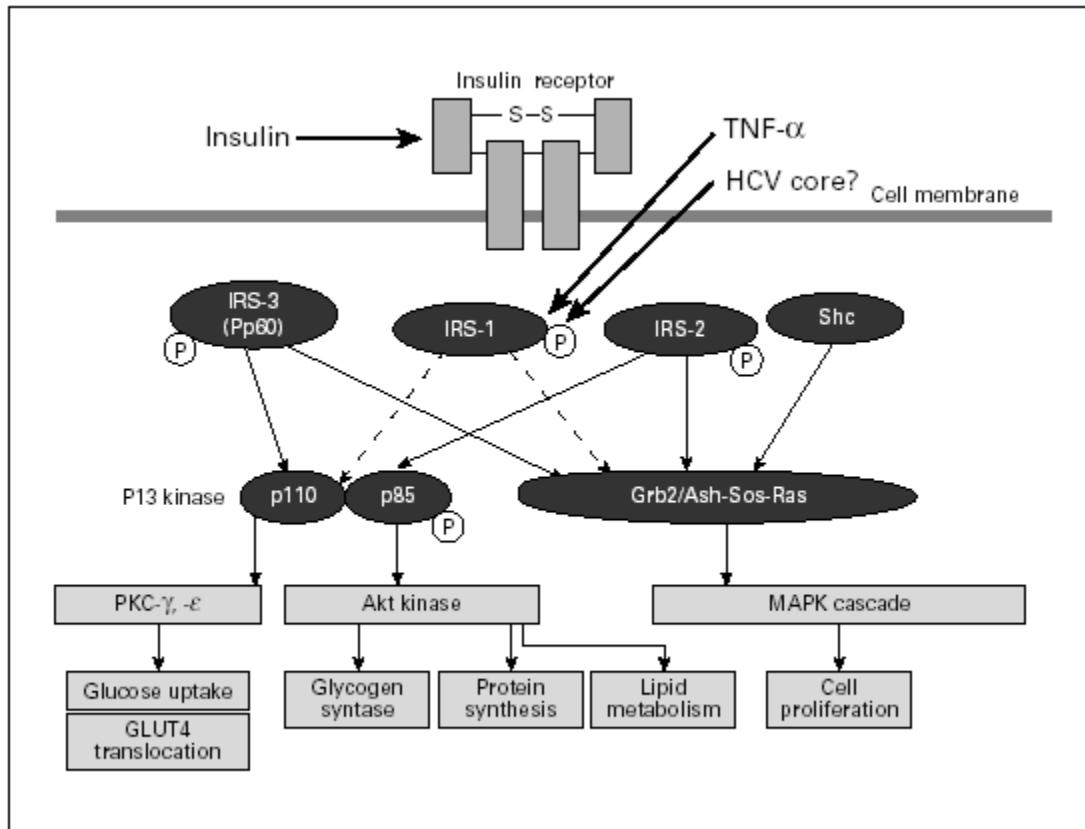 Insulin receptor
S–S
Insulin
TNF-α
HCV core?
Cell membrane
IRS-3
(Pp60)
P
IRS-1
P
IRS-2
P
Shc
P13 kinase
p110
p85
P
Grb2/Ash-Sos-Ras
PKC-γ, -ε
Akt kinase
MAPK cascade
Glucose uptake
GLUT4
translocation
Glycogen
syntase
Protein
synthesis
Lipid
metabolism
Cell
proliferation